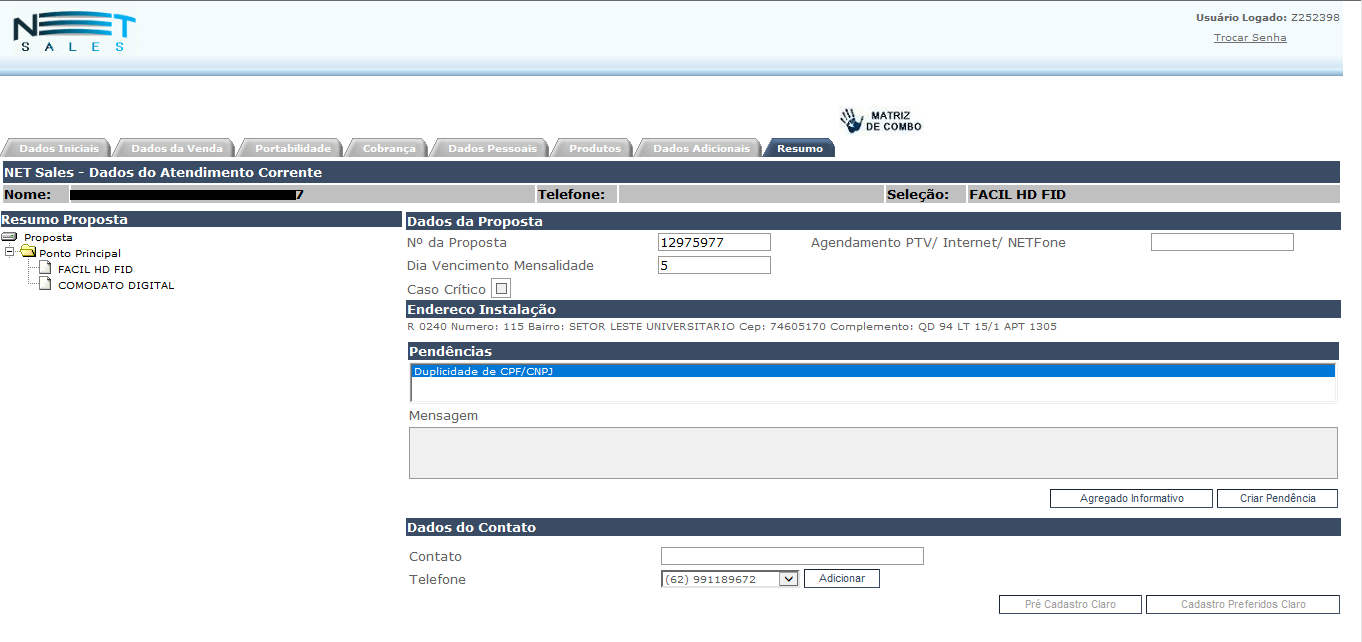 NET
SALES
Usuário Logado: Z252398
Trocar Senha
MATRIZ
DE COMBO
Dados Iniciais Dados da Venda Portabilidade Cobrança Dados Pessoais Produtos Dados Adicionais Resumo
NET Sales - Dados do Atendimento Corrente
Nome: 7 Telefone: Seleção: FACIL HD FID
Resumo Proposta
Proposta
Ponto Principal
FACIL HD FID
COMODATO DIGITAL
Dados da Proposta
Nº da Proposta 12975977 Agendamento PTV/ Internet/ NETFone
Dia Vencimento Mensalidade 5
Caso Crítico
Endereco Instalação
R 0240 Numero: 115 Bairro: SETOR LESTE UNIVERSITARIO Cep: 74605170 Complemento: QD 94 LT 15/1 APT 1305
Pendências
Duplicidade de CPF/CNPJ
Mensagem
Agregado Informativo Criar Pendência
Dados do Contato
Contato
Telefone (62) 991189672 Adicionar
Pré Cadastro Claro Cadastro Preferidos Claro